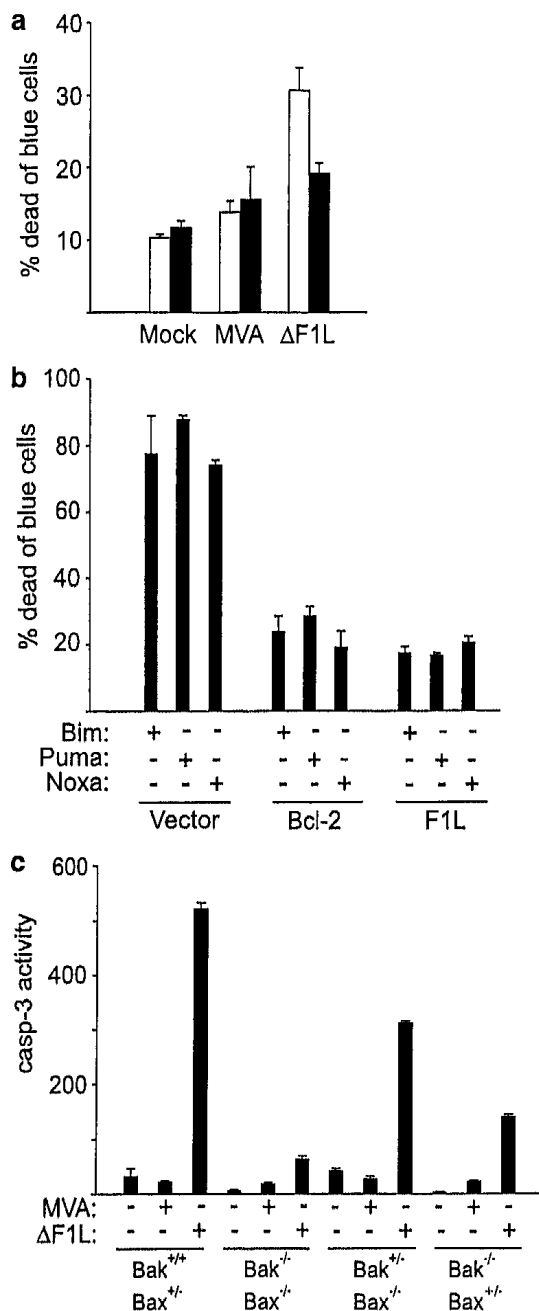 a
40
30
20
10
% dead of blue cells
Mock MVA ΔF1L
b
100
80
60
40
20
% dead of blue cells
Bim: + - - + - - + - -
Puma: - + - - + - - + -
Noxa: - - + - - + - - +
Vector Bcl-2 F1L
c
600
400
200
casp-3 activity
MVA: - + - - + - - + - - + -
ΔF1L: - - + - - + - - + - - +
Bak+/+ Bak-/- Bak+/- Bak-/-
Bax+/- Bax-/- Bax-/- Bax+/-